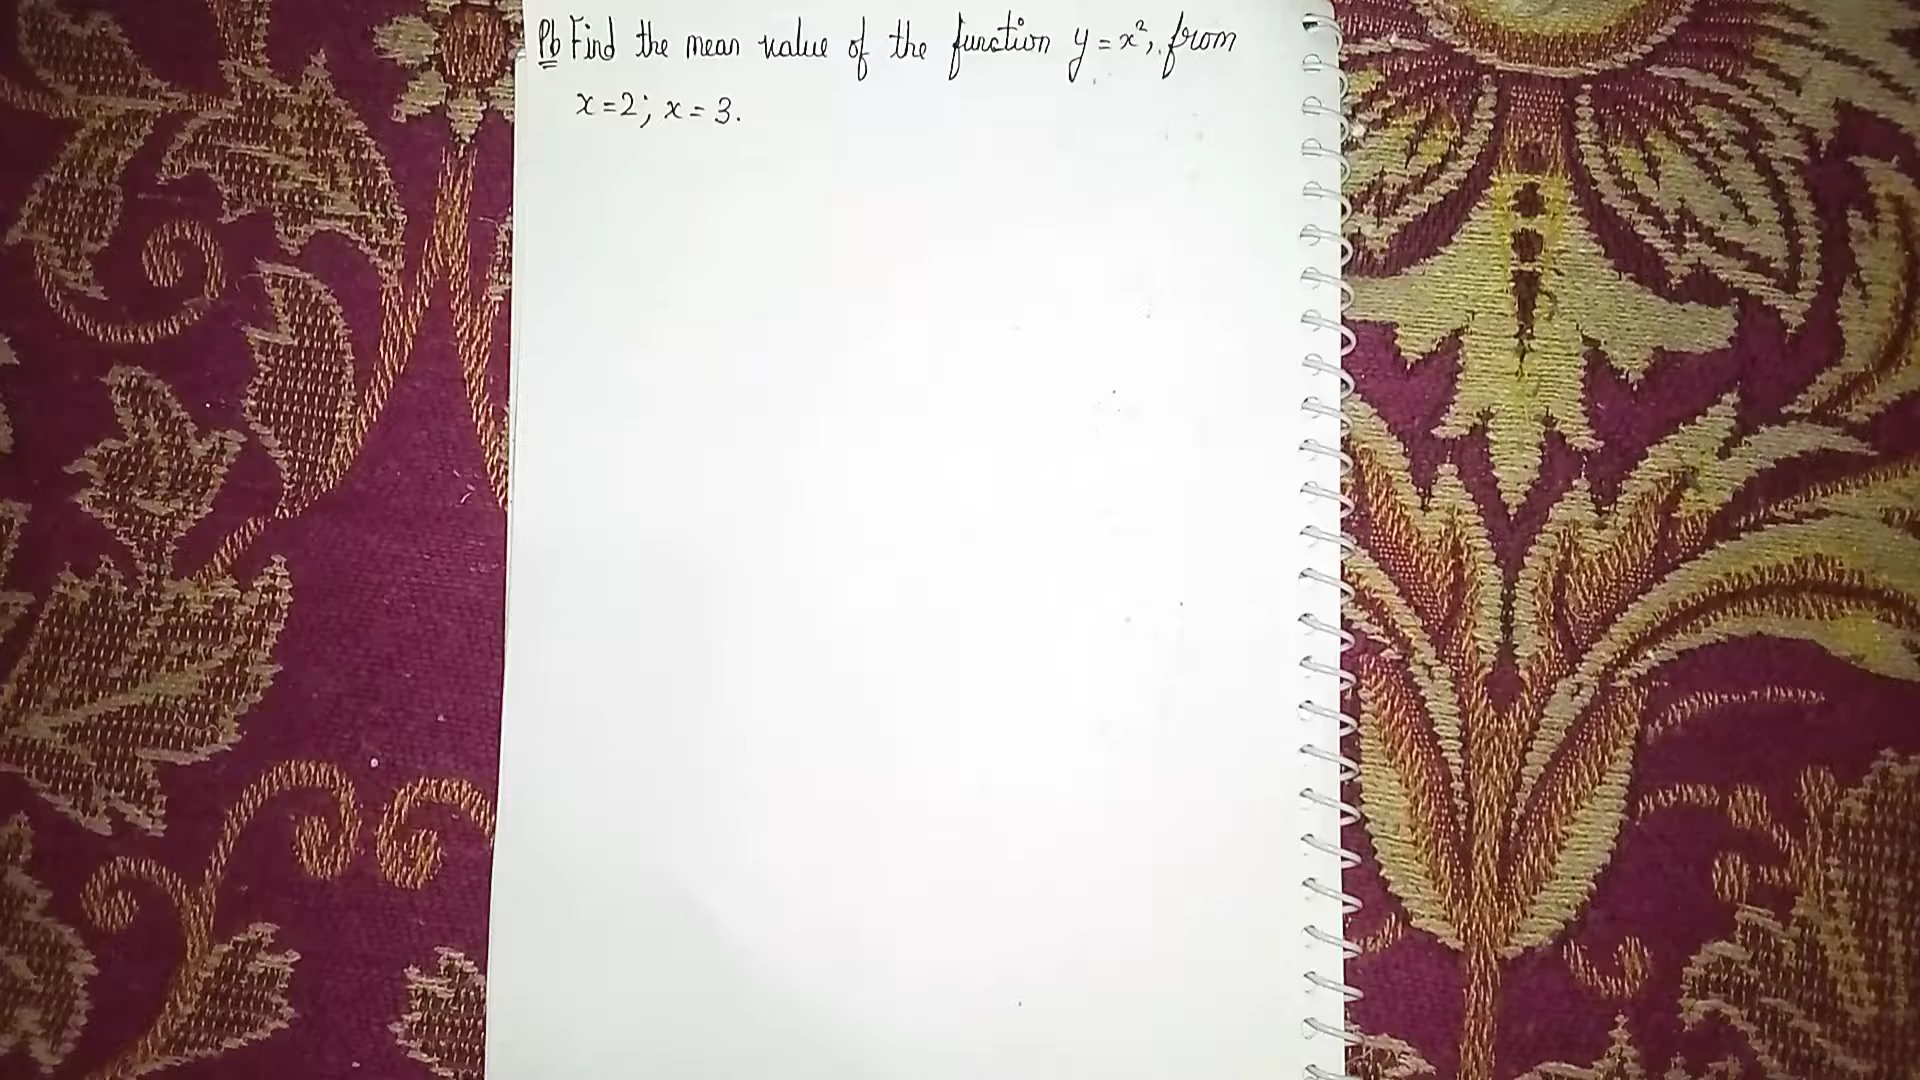 Pb Find the mean value of the function y = x², from
x = 2; x = 3.